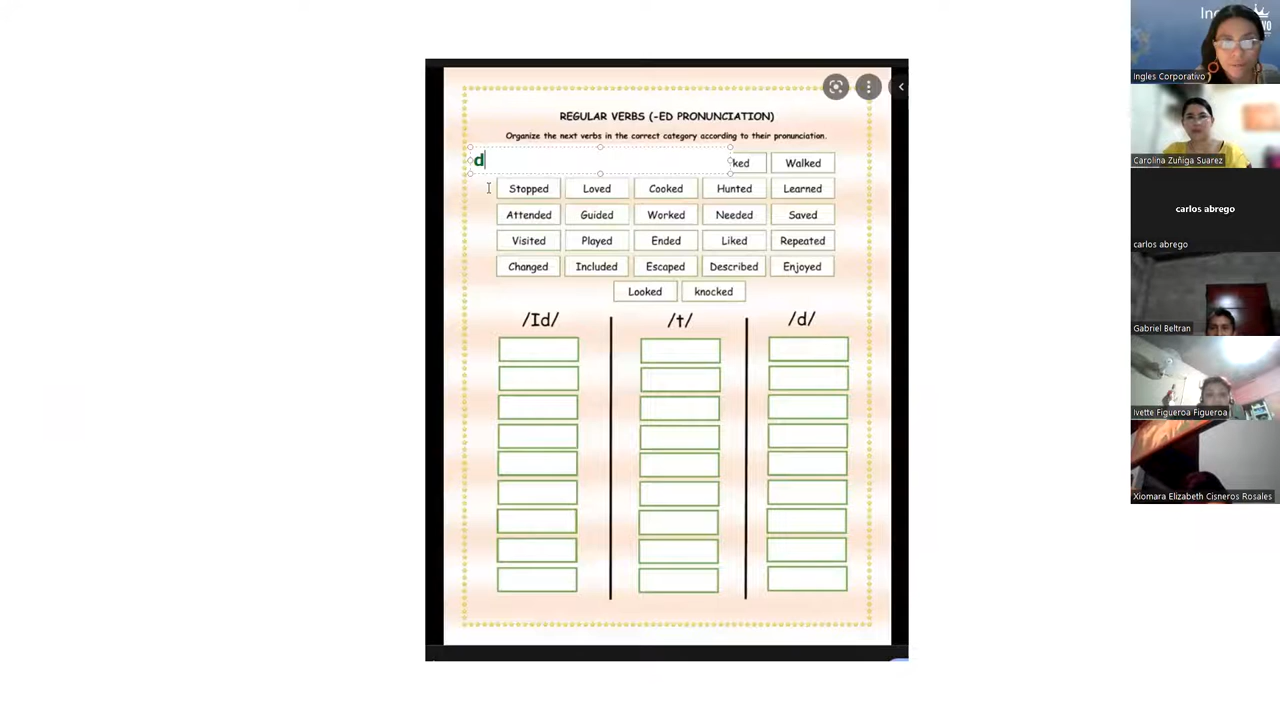 Ingles Corporativo
REGULAR VERBS (-ED PRONUNCIATION)
Organize the next verbs in the correct category according to their pronunciation.
d
ked Walked
Stopped Loved Cooked Hunted Learned
Attended Guided Worked Needed Saved
Visited Played Ended Liked Repeated
Changed Included Escaped Described Enjoyed
Looked knocked
/Id/ /t/ /d/
Carolina Zuñiga Suarez
carlos abrego
carlos abrego
Gabriel Beltran
Ivette Figueroa Figueroa
Xiomara Elizabeth Cisneros Rosales